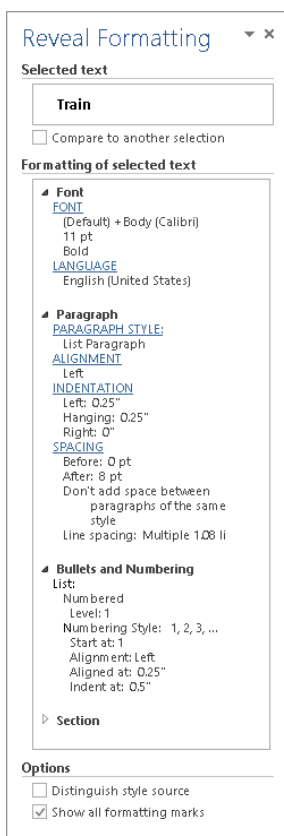 Reveal Formatting
Selected text
Train
Compare to another selection
Formatting of selected text
Font
FONT
(Default) +Body (Calibri)
11 pt
Bold
LANGUAGE
English (United States)
Paragraph
PARAGRAPH STYLE:
List Paragraph
ALIGNMENT
Left
INDENTATION
Left: 0.25"
Hanging: 0.25"
Right: 0"
SPACING
Before: 0 pt
After: 8 pt
Don't add space between
paragraphs of the same
style
Line spacing: Multiple 1.08 li
Bullets and Numbering
List:
Numbered
Level: 1
Numbering Style: 1, 2, 3, ...
Start at: 1
Alignment: Left
Aligned at: 0.25"
Indent at: 0.5"
Section
Options
Distinguish style source
Show all formatting marks